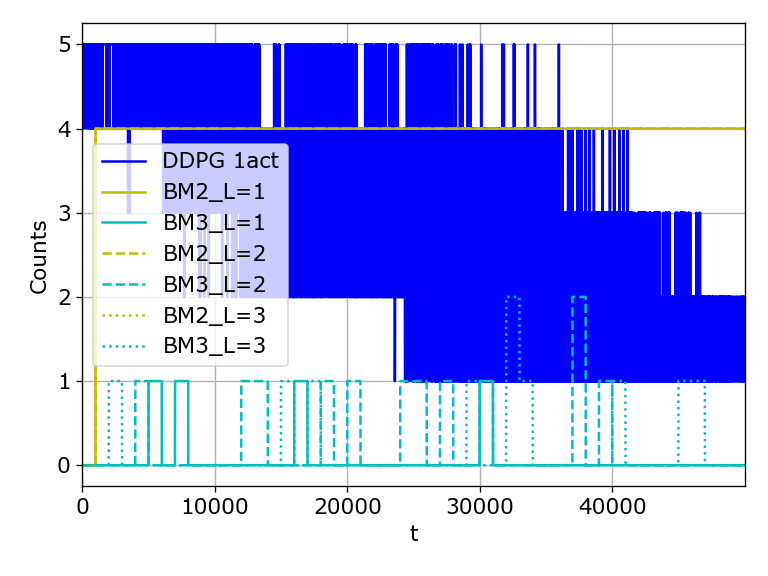 5
4
3
2
1
0
Counts
DDPG 1act
BM2_L=1
BM3_L=1
BM2_L=2
BM3_L=2
BM2_L=3
BM3_L=3
0 10000 20000 30000 40000
t